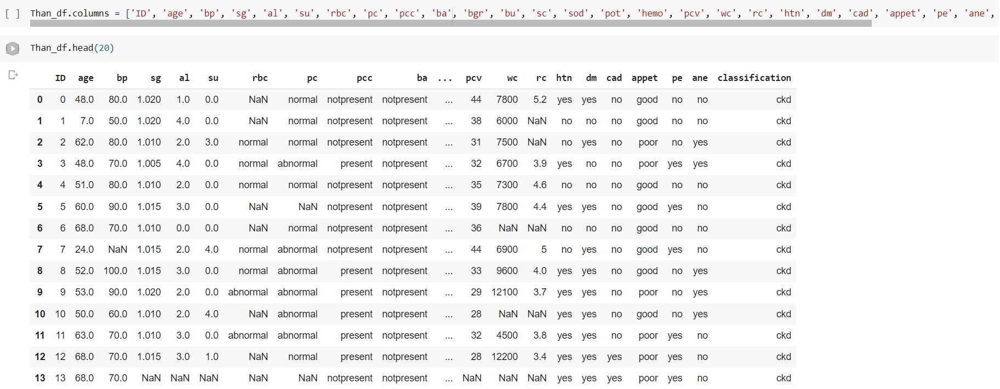 [ ] Than_df.columns = ['ID', 'age', 'bp', 'sg', 'al', 'su', 'rbc', 'pc', 'pcc', 'ba', 'bgr', 'bu', 'sc', 'sod', 'pot', 'hemo', 'pcv', 'wc', 'rc', 'htn', 'dm', 'cad', 'appet', 'pe', 'ane',
Than_df.head(20)
ID age bp sg al su rbc pc pcc ba ... pcv wc rc htn dm cad appet pe ane classification
0 0 48.0 80.0 1.020 1.0 0.0 NaN normal notpresent notpresent ... 44 7800 5.2 yes yes no good no no ckd
1 1 7.0 50.0 1.020 4.0 0.0 NaN normal notpresent notpresent ... 38 6000 NaN no no no good no no ckd
2 2 62.0 80.0 1.010 2.0 3.0 normal normal notpresent notpresent ... 31 7500 NaN no yes no poor no yes ckd
3 3 48.0 70.0 1.005 4.0 0.0 normal abnormal present notpresent ... 32 6700 3.9 yes no no poor yes yes ckd
4 4 51.0 80.0 1.010 2.0 0.0 normal normal notpresent notpresent ... 35 7300 4.6 no no no good no no ckd
5 5 60.0 90.0 1.015 3.0 0.0 NaN NaN notpresent notpresent ... 39 7800 4.4 yes yes no good yes no ckd
6 6 68.0 70.0 1.010 0.0 0.0 NaN normal notpresent notpresent ... 36 NaN NaN no no no good no no ckd
7 7 24.0 NaN 1.015 2.0 4.0 normal abnormal notpresent notpresent ... 44 6900 5 no yes no good yes no ckd
8 8 52.0 100.0 1.015 3.0 0.0 normal abnormal present notpresent ... 33 9600 4.0 yes yes no good no yes ckd
9 9 53.0 90.0 1.020 2.0 0.0 abnormal abnormal present notpresent ... 29 12100 3.7 yes yes no poor no yes ckd
10 10 50.0 60.0 1.010 2.0 4.0 NaN abnormal present notpresent ... 28 NaN NaN yes yes no good no yes ckd
11 11 63.0 70.0 1.010 3.0 0.0 abnormal abnormal present notpresent ... 32 4500 3.8 yes yes no poor yes no ckd
12 12 68.0 70.0 1.015 3.0 1.0 NaN normal present notpresent ... 28 12200 3.4 yes yes yes poor yes no ckd
13 13 68.0 70.0 NaN NaN NaN NaN NaN notpresent notpresent ... NaN NaN NaN yes yes yes poor yes no ckd